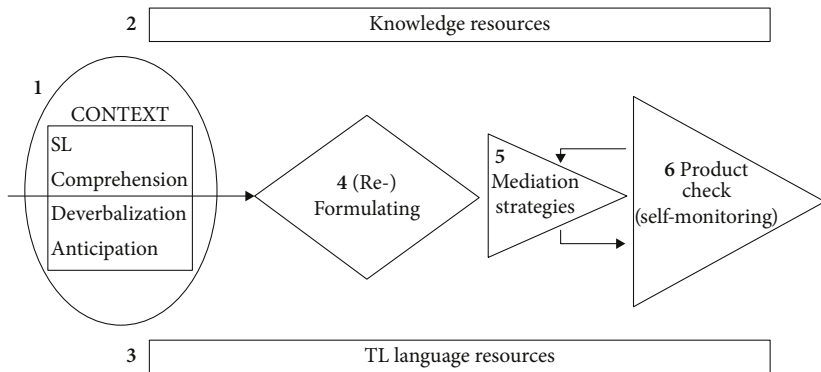 2 Knowledge resources
1
CONTEXT
SL
Comprehension
Deverbalization
Anticipation
4 (Re-)
Formulating
5
Mediation
strategies
6 Product
check
(self-monitoring)
3 TL language resources